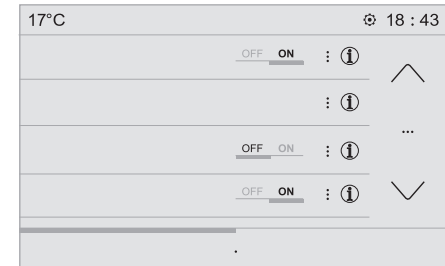 17°C 18 : 43
OFF ON ⋮ i
⋮ i
...
OFF ON ⋮ i
OFF ON ⋮ i
.